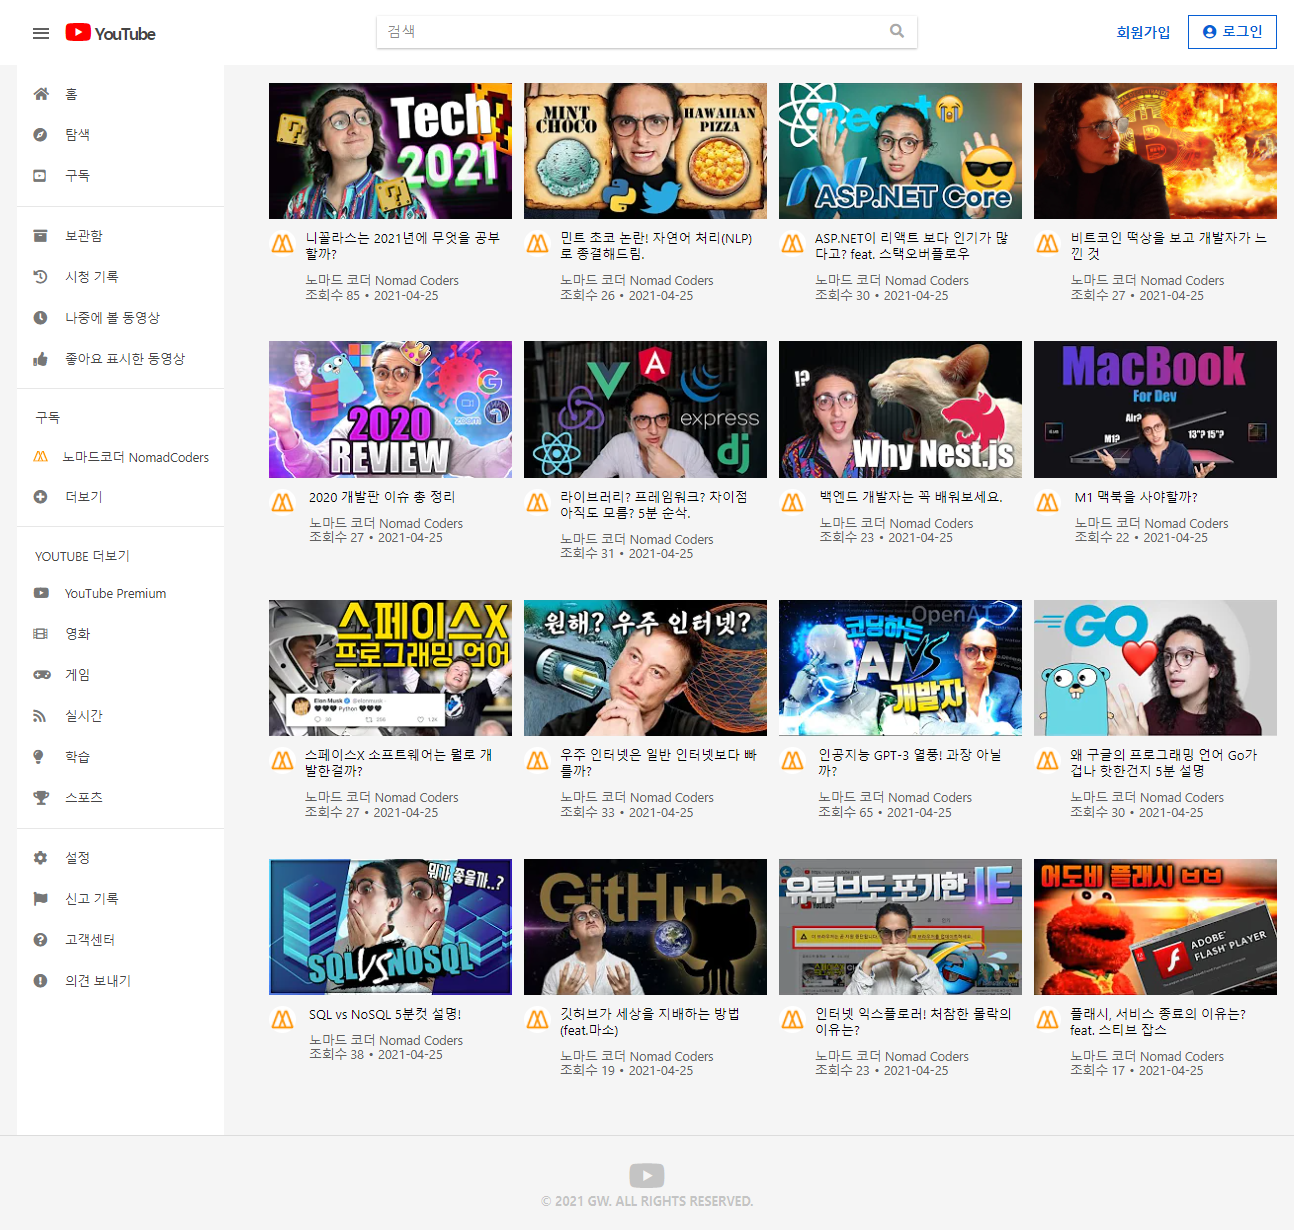 YouTube
검색
회원가입
로그인
홈
탐색
구독
보관함
시청 기록
나중에 볼 동영상
좋아요 표시한 동영상
구독
노마드코더 NomadCoders
더보기
YOUTUBE 더보기
YouTube Premium
영화
게임
실시간
학습
스포츠
설정
신고 기록
고객센터
의견 보내기
Tech
2021
니꼴라스는 2021년에 무엇을 공부
할까?
노마드 코더 Nomad Coders
조회수 85 • 2021-04-25
MINT
CHOCO
HAWAIIAN
PIZZA
민트 초코 논란! 자연어 처리(NLP)
로 종결해드림.
노마드 코더 Nomad Coders
조회수 26 • 2021-04-25
React
ASP.NET Core
ASP.NET이 리액트 보다 인기가 많
다고? feat. 스택오버플로우
노마드 코더 Nomad Coders
조회수 30 • 2021-04-25
비트코인 떡상을 보고 개발자가 느
낀 것
노마드 코더 Nomad Coders
조회수 27 • 2021-04-25
zoom
2020
REVIEW
2020 개발판 이슈 총 정리
노마드 코더 Nomad Coders
조회수 27 • 2021-04-25
express
dj
라이브러리? 프레임워크? 차이점
아직도 모름? 5분 순삭.
노마드 코더 Nomad Coders
조회수 31 • 2021-04-25
!?
Why Nest.js
백엔드 개발자는 꼭 배워보세요.
노마드 코더 Nomad Coders
조회수 23 • 2021-04-25
MacBook
For Dev
Air?
M1?
13"? 15"?
M1 맥북을 사야할까?
노마드 코더 Nomad Coders
조회수 22 • 2021-04-25
스페이스X
프로그래밍 언어
Elon Musk
@elonmusk
Python
스페이스X 소프트웨어는 뭘로 개
발한걸까?
노마드 코더 Nomad Coders
조회수 27 • 2021-04-25
원해? 우주 인터넷?
우주 인터넷은 일반 인터넷보다 빠
를까?
노마드 코더 Nomad Coders
조회수 33 • 2021-04-25
OpenAI
코딩하는
AI VS
개발자
인공지능 GPT-3 열풍! 과장 아닐
까?
노마드 코더 Nomad Coders
조회수 65 • 2021-04-25
GO
왜 구글의 프로그래밍 언어 Go가
겁나 핫한건지 5분 설명
노마드 코더 Nomad Coders
조회수 30 • 2021-04-25
뭐가 좋을까..?
SQL VS NOSQL
SQL vs NoSQL 5분컷 설명!
노마드 코더 Nomad Coders
조회수 38 • 2021-04-25
GitHub
깃허브가 세상을 지배하는 방법
(feat.마소)
노마드 코더 Nomad Coders
조회수 19 • 2021-04-25
유튜브도 포기한 IE
인터넷 익스플로러! 처참한 몰락의
이유는?
노마드 코더 Nomad Coders
조회수 23 • 2021-04-25
어도비 플래시 ㅂㅂ
ADOBE
FLASH PLAYER
플래시, 서비스 종료의 이유는?
feat. 스티브 잡스
노마드 코더 Nomad Coders
조회수 17 • 2021-04-25
© 2021 GW. ALL RIGHTS RESERVED.